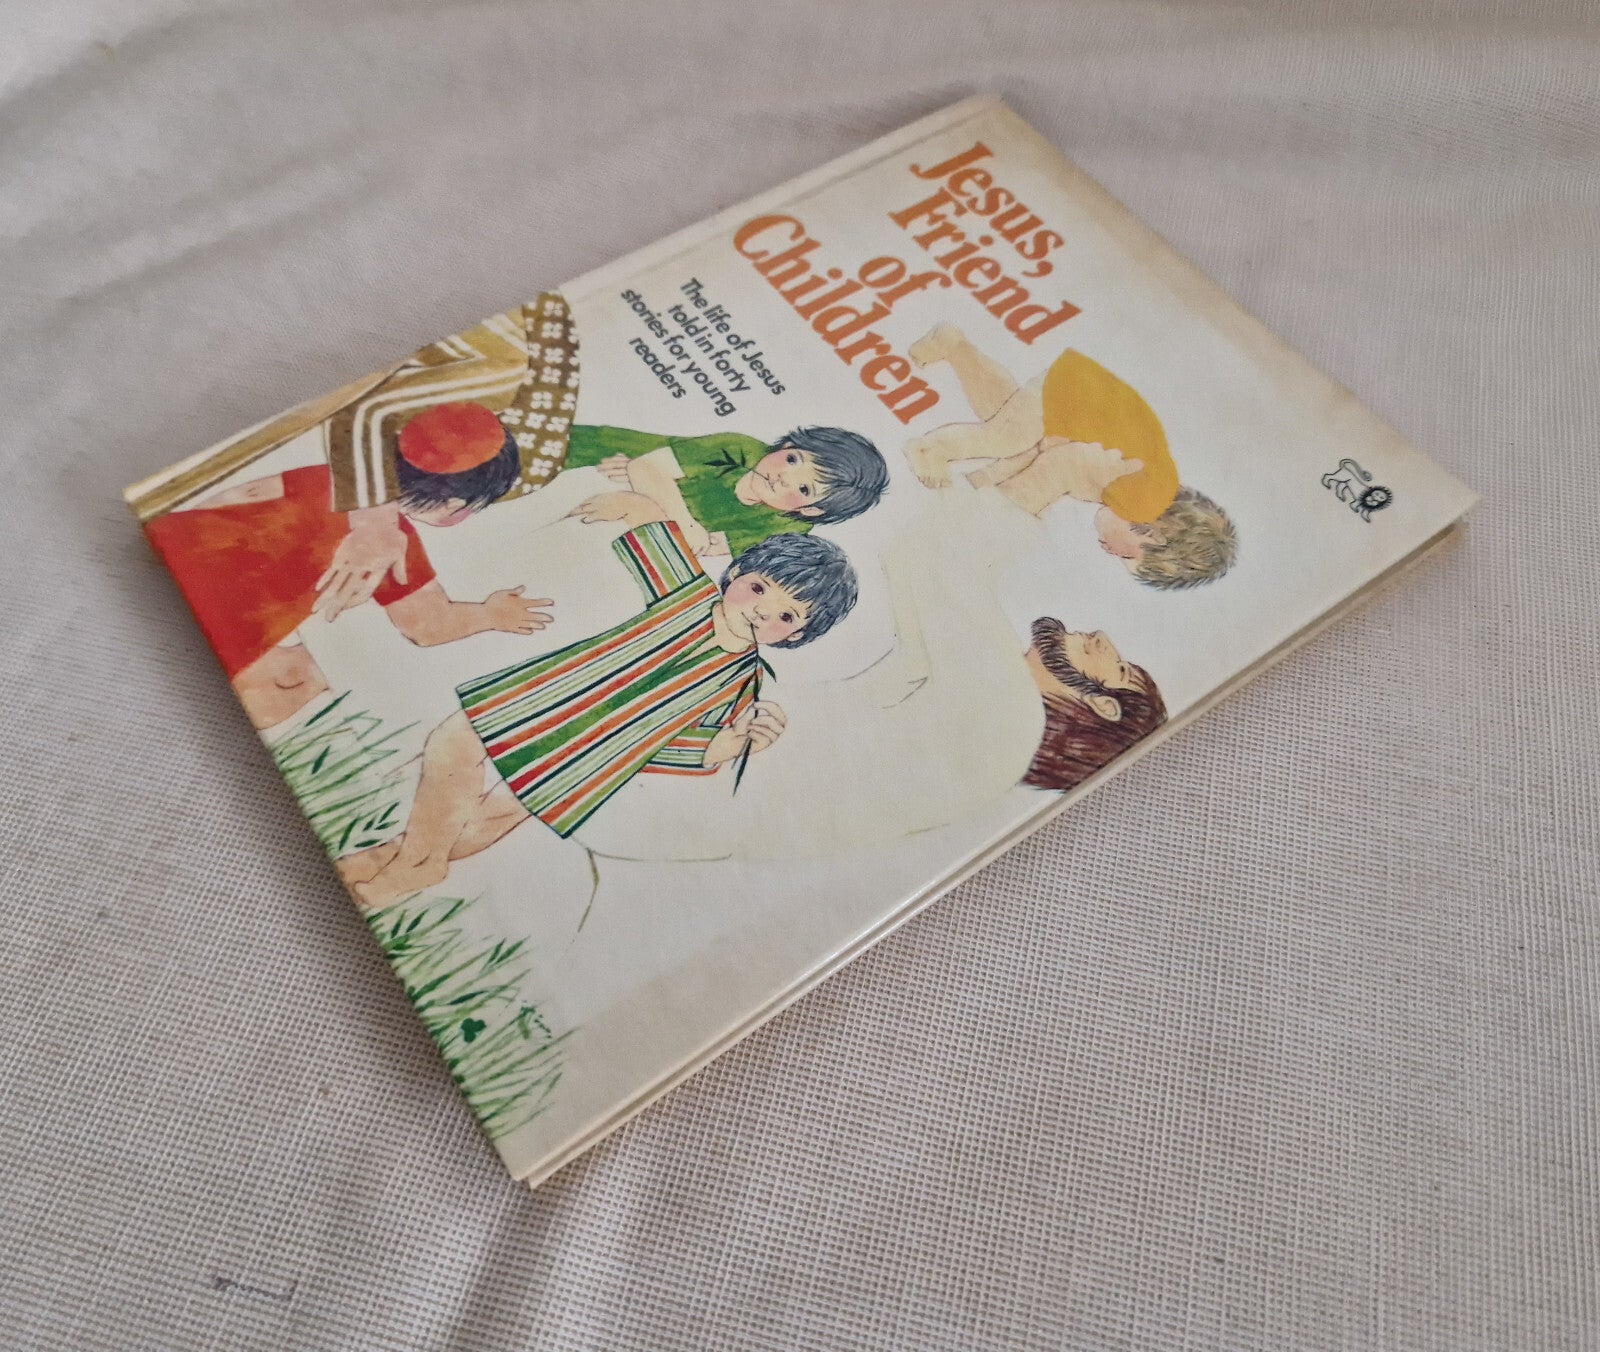 Jesus,
Friend
of
Children
The life of Jesus
told in forty
stories for young
readers